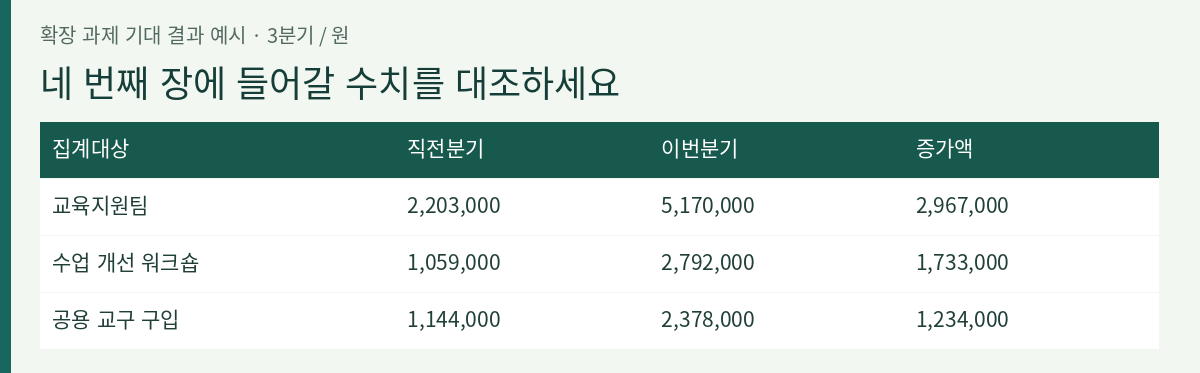 확장 과제 기대 결과 예시 · 3분기 / 원
네 번째 장에 들어갈 수치를 대조하세요
집계대상 직전분기 이번분기 증가액
교육지원팀 2,203,000 5,170,000 2,967,000
수업 개선 워크숍 1,059,000 2,792,000 1,733,000
공용 교구 구입 1,144,000 2,378,000 1,234,000